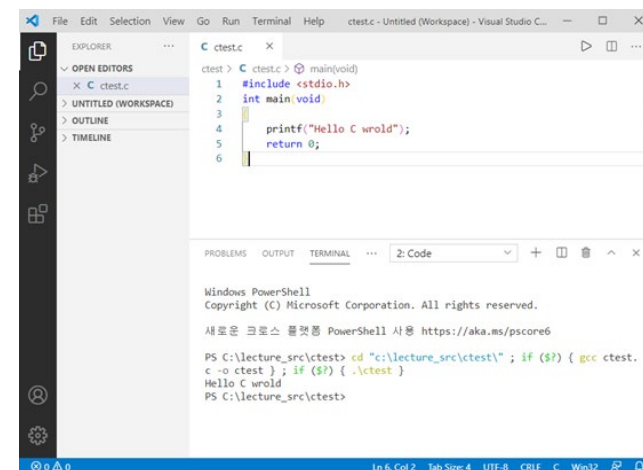 File Edit Selection View Go Run Terminal Help ctest.c - Untitled (Workspace) - Visual Studio C...
EXPLORER ...
OPEN EDITORS
C ctest.c
UNTITLED (WORKSPACE)
OUTLINE
TIMELINE
C ctest.c
ctest > C ctest.c > main(void)
1 #include <stdio.h>
2 int main(void)
3 {
4 printf("Hello C wrold");
5 return 0;
6 }
PROBLEMS OUTPUT TERMINAL ... 2: Code
Windows PowerShell
Copyright (C) Microsoft Corporation. All rights reserved.
새로운 크로스 플랫폼 PowerShell 사용 https://aka.ms/pscore6
PS C:\lecture_src\ctest> cd "c:\lecture_src\ctest\" ; if ($?) { gcc ctest.
c -o ctest } ; if ($?) { .\ctest }
Hello C wrold
PS C:\lecture_src\ctest>
0 0 Ln 6, Col 2 Tab Size: 4 UTF-8 CRLF C Win32